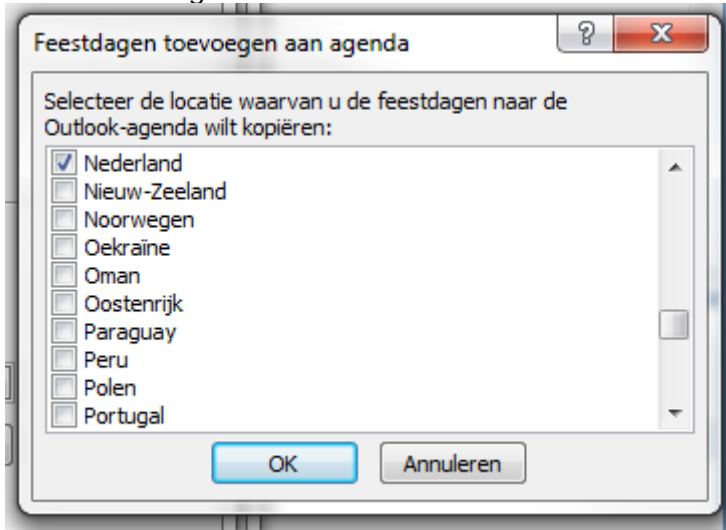 Feestdagen toevoegen aan agenda
Selecteer de locatie waarvan u de feestdagen naar de
Outlook-agenda wilt kopiëren:
Nederland
Nieuw-Zeeland
Noorwegen
Oekraïne
Oman
Oostenrijk
Paraguay
Peru
Polen
Portugal
OK Annuleren